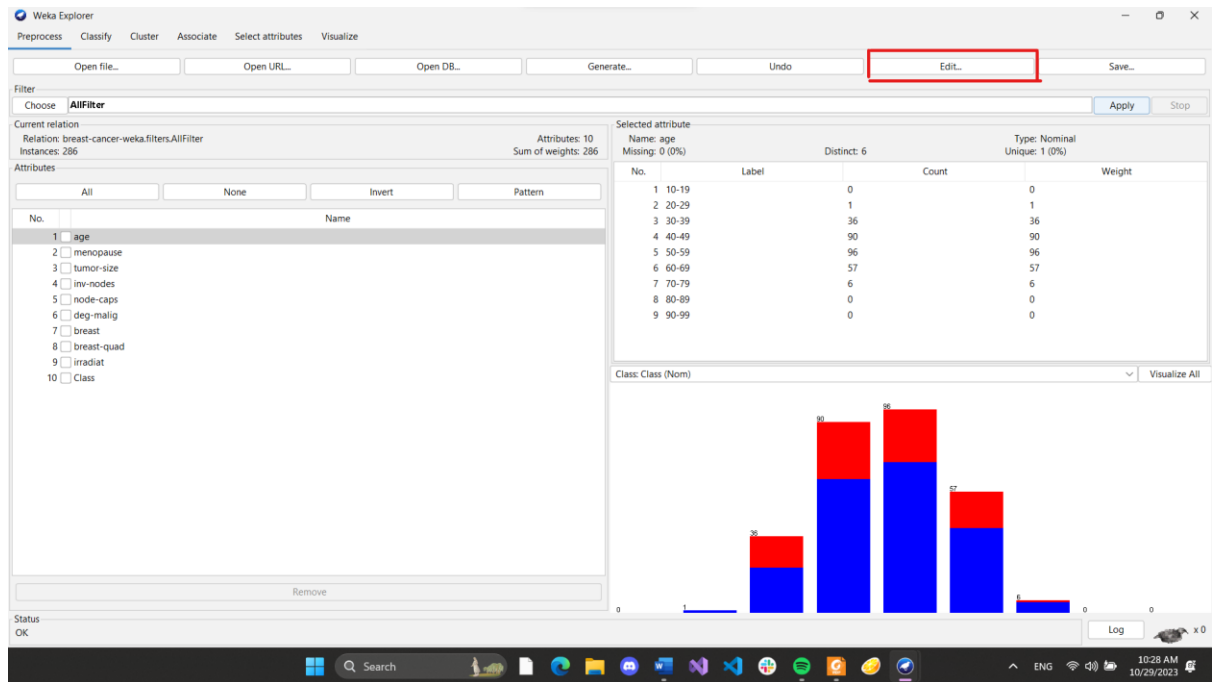 Weka Explorer
Preprocess Classify Cluster Associate Select attributes Visualize
Open file... Open URL... Open DB... Generate... Undo Edit... Save...
Filter
Choose AllFilter Apply Stop
Current relation
Relation: breast-cancer-weka.filters.AllFilter Attributes: 10
Instances: 286 Sum of weights: 286
Attributes
All None Invert Pattern
No. Name
1 age
2 menopause
3 tumor-size
4 inv-nodes
5 node-caps
6 deg-malig
7 breast
8 breast-quad
9 irradiat
10 Class
Remove
Selected attribute
Name: age Type: Nominal
Missing: 0 (0%) Distinct: 6 Unique: 1 (0%)
No. Label Count Weight
1 10-19 0 0
2 20-29 1 1
3 30-39 36 36
4 40-49 90 90
5 50-59 96 96
6 60-69 57 57
7 70-79 6 6
8 80-89 0 0
9 90-99 0 0
Class: Class (Nom) Visualize All
0 1 36 90 96 57 6 0 0
Status
OK Log x 0
Search ENG 10:28 AM
10/29/2023